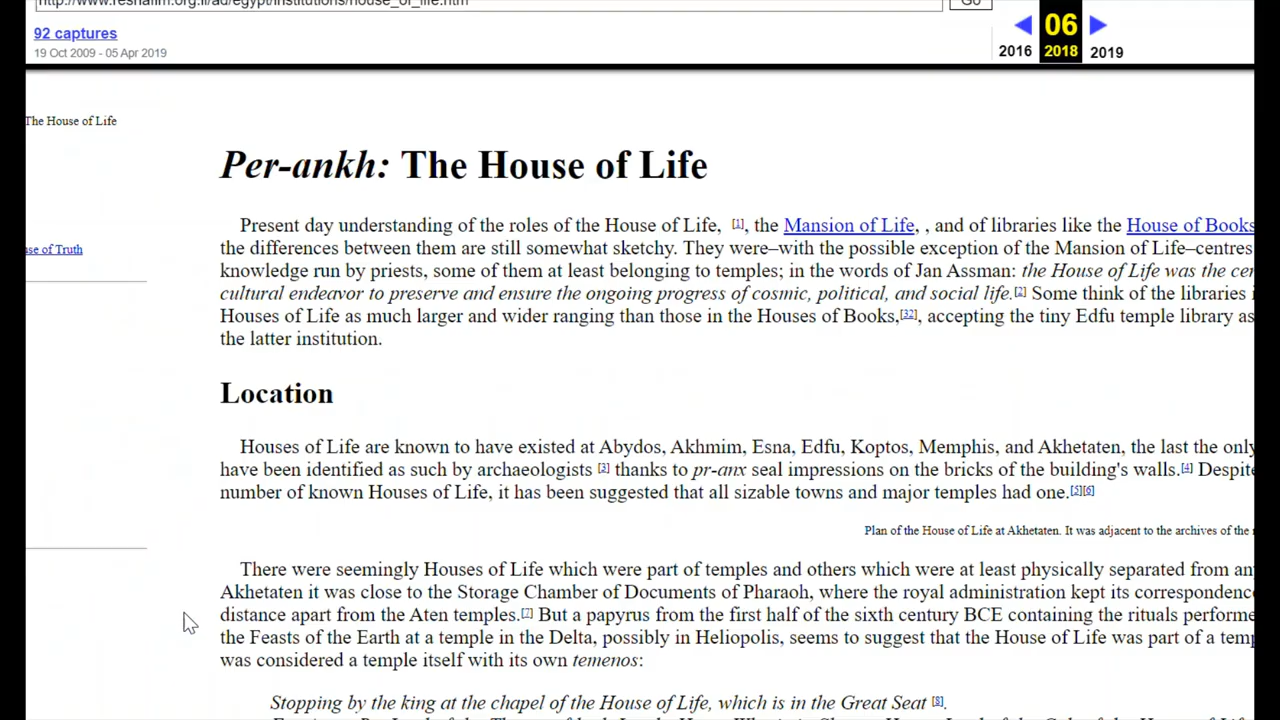 http://www.reshafim.org.il/ad/egypt/institutions/house_of_life.htm
Go
92 captures
19 Oct 2009 - 05 Apr 2019
06
2016 2018 2019
The House of Life
Per-ankh: The House of Life
Present day understanding of the roles of the House of Life, [1], the Mansion of Life, , and of libraries like the House of Books
se of Truth
the differences between them are still somewhat sketchy. They were–with the possible exception of the Mansion of Life–centres
knowledge run by priests, some of them at least belonging to temples; in the words of Jan Assman: the House of Life was the cen
cultural endeavor to preserve and ensure the ongoing progress of cosmic, political, and social life.[2] Some think of the libraries i
Houses of Life as much larger and wider ranging than those in the Houses of Books,[32], accepting the tiny Edfu temple library as
the latter institution.
Location
Houses of Life are known to have existed at Abydos, Akhmim, Esna, Edfu, Koptos, Memphis, and Akhetaten, the last the only
have been identified as such by archaeologists [3] thanks to pr-anx seal impressions on the bricks of the building's walls.[4] Despite
number of known Houses of Life, it has been suggested that all sizable towns and major temples had one.[5][6]
Plan of the House of Life at Akhetaten. It was adjacent to the archives of the
There were seemingly Houses of Life which were part of temples and others which were at least physically separated from any
Akhetaten it was close to the Storage Chamber of Documents of Pharaoh, where the royal administration kept its correspondence
distance apart from the Aten temples.[7] But a papyrus from the first half of the sixth century BCE containing the rituals performe
the Feasts of the Earth at a temple in the Delta, possibly in Heliopolis, seems to suggest that the House of Life was part of a temp
was considered a temple itself with its own temenos:
Stopping by the king at the chapel of the House of Life, which is in the Great Seat [8].